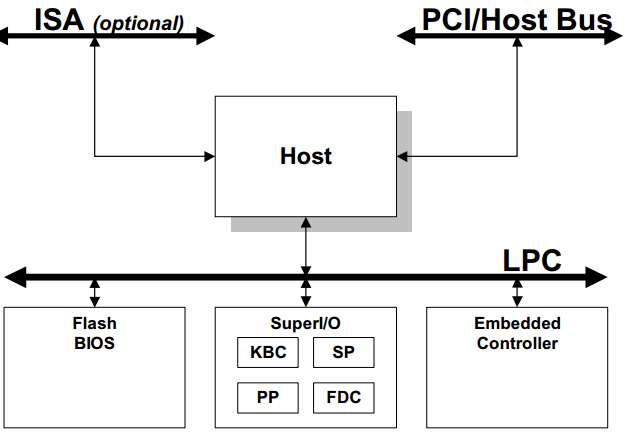 ISA (optional)
PCI/Host Bus
Host
LPC
Flash
BIOS
SuperI/O
KBC
SP
PP
FDC
Embedded
Controller